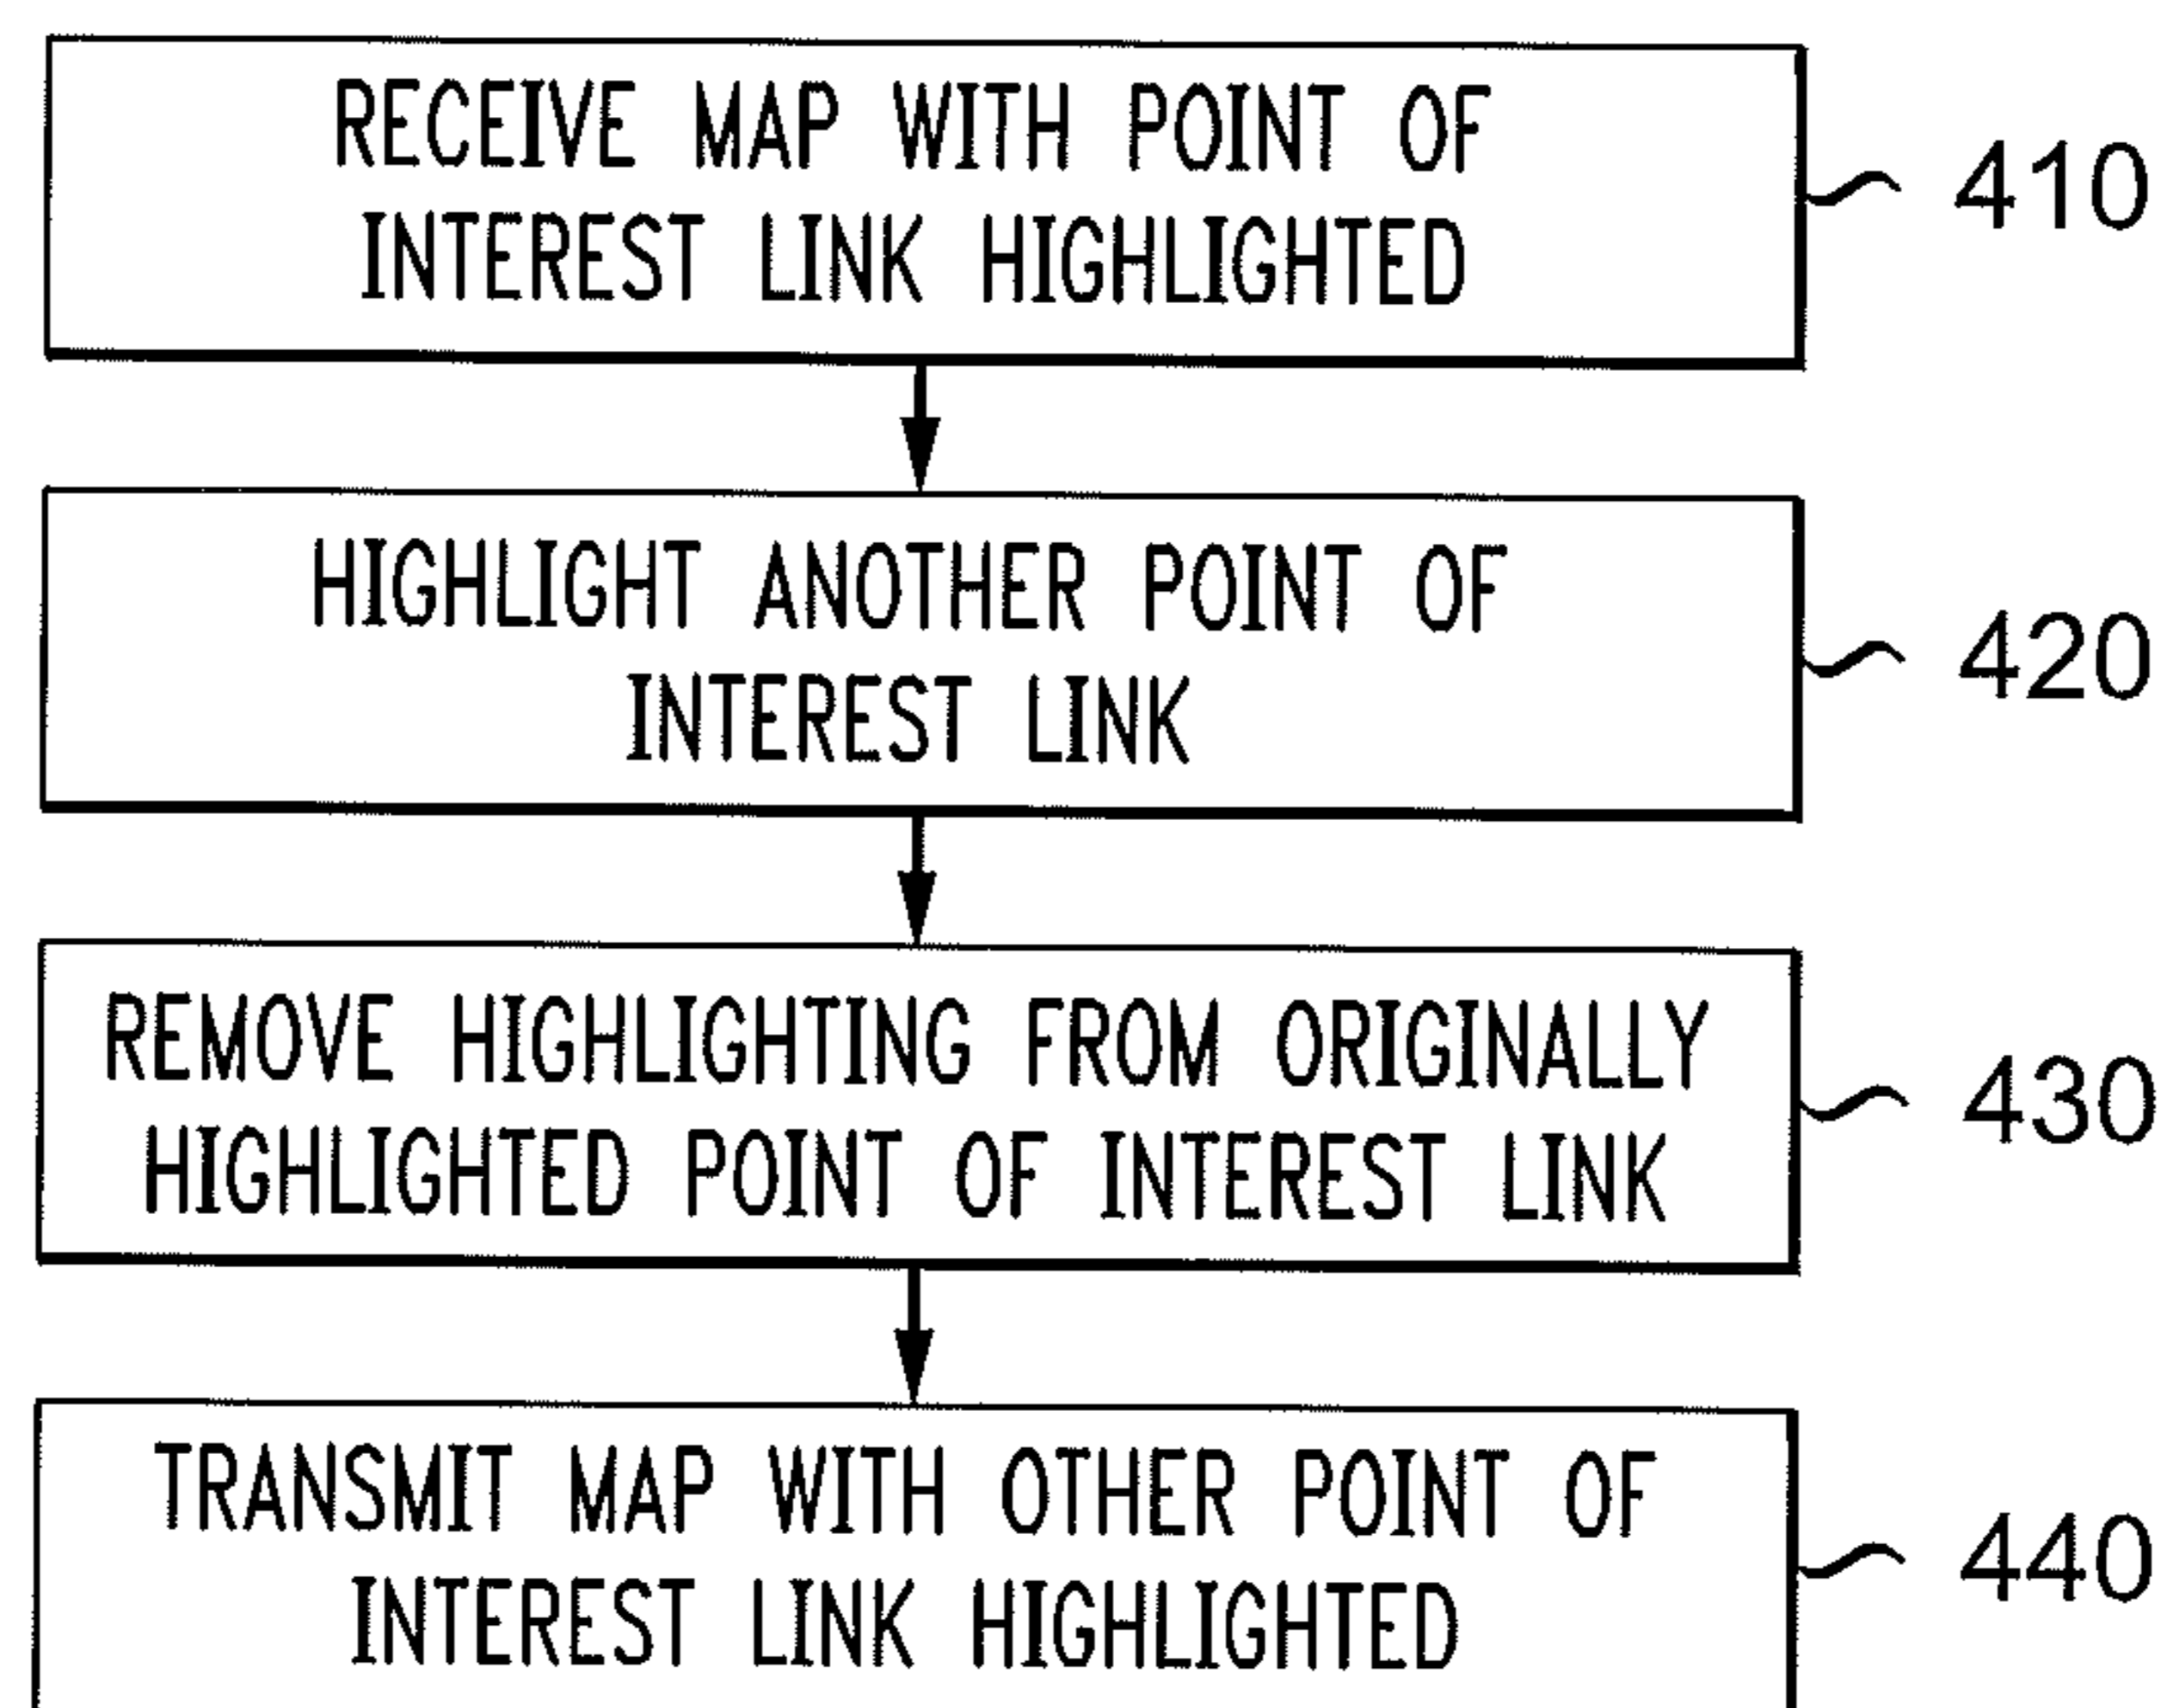 RECEIVE MAP WITH POINT OF
INTEREST LINK HIGHLIGHTED
410
HIGHLIGHT ANOTHER POINT OF
INTEREST LINK
420
REMOVE HIGHLIGHTING FROM ORIGINALLY
HIGHLIGHTED POINT OF INTEREST LINK
430
TRANSMIT MAP WITH OTHER POINT OF
INTEREST LINK HIGHLIGHTED
440